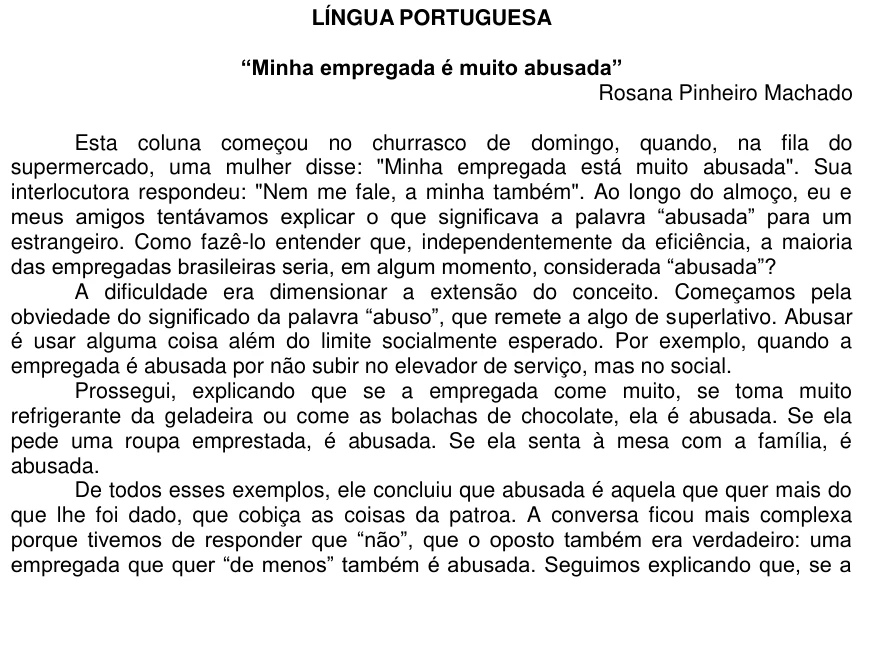 LÍNGUA PORTUGUESA
“Minha empregada é muito abusada”
Rosana Pinheiro Machado
Esta coluna começou no churrasco de domingo, quando, na fila do
supermercado, uma mulher disse: "Minha empregada está muito abusada". Sua
interlocutora respondeu: "Nem me fale, a minha também". Ao longo do almoço, eu e
meus amigos tentávamos explicar o que significava a palavra “abusada” para um
estrangeiro. Como fazê-lo entender que, independentemente da eficiência, a maioria
das empregadas brasileiras seria, em algum momento, considerada “abusada”?
A dificuldade era dimensionar a extensão do conceito. Começamos pela
obviedade do significado da palavra “abuso”, que remete a algo de superlativo. Abusar
é usar alguma coisa além do limite socialmente esperado. Por exemplo, quando a
empregada é abusada por não subir no elevador de serviço, mas no social.
Prossegui, explicando que se a empregada come muito, se toma muito
refrigerante da geladeira ou come as bolachas de chocolate, ela é abusada. Se ela
pede uma roupa emprestada, é abusada. Se ela senta à mesa com a família, é
abusada.
De todos esses exemplos, ele concluiu que abusada é aquela que quer mais do
que lhe foi dado, que cobiça as coisas da patroa. A conversa ficou mais complexa
porque tivemos de responder que “não”, que o oposto também era verdadeiro: uma
empregada que quer “de menos” também é abusada. Seguimos explicando que, se a